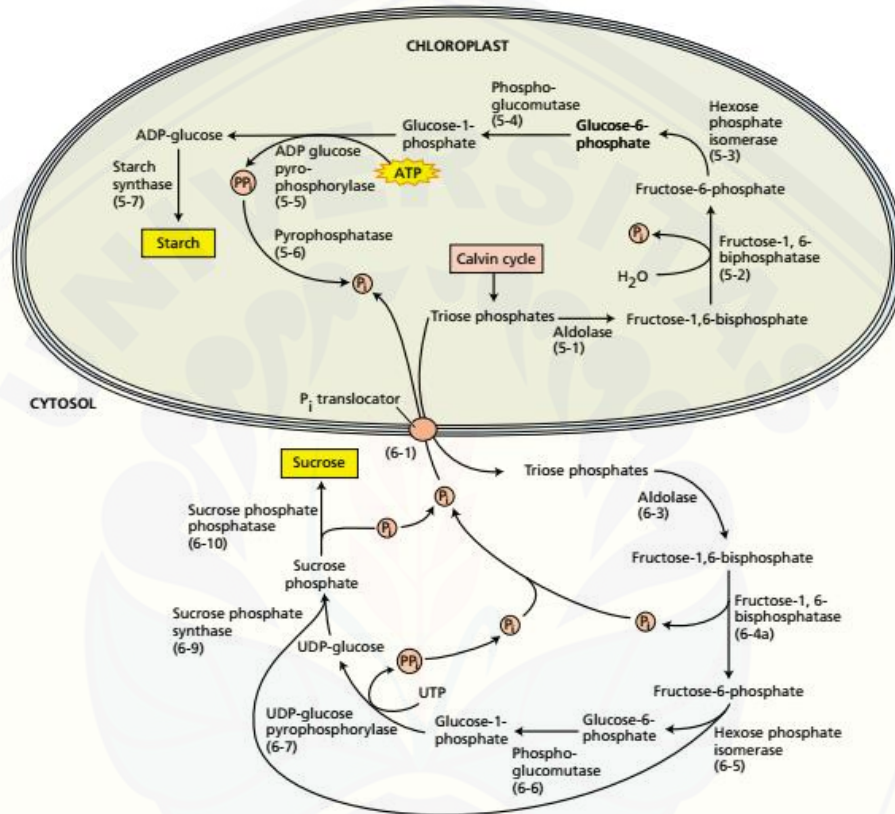 CHLOROPLAST
ADP-glucose
Glucose-1-
phosphate
Phospho-
glucomutase
(5-4)
Glucose-6-
phosphate
Hexose
phosphate
isomerase
(5-3)
Starch
synthase
(5-7)
PPi
ADP glucose
pyro-
phosphorylase
(5-5)
ATP
Fructose-6-phosphate
Starch
Pyrophosphatase
(5-6)
Pi
Calvin cycle
Pi
H2O
Fructose-1, 6-
biphosphatase
(5-2)
Triose phosphates
Aldolase
(5-1)
Fructose-1,6-bisphosphate
CYTOSOL
Pi translocator
(6-1)
Sucrose
Pi
Triose phosphates
Aldolase
(6-3)
Sucrose phosphate
phosphatase
(6-10)
Pi
Fructose-1,6-bisphosphate
Sucrose
phosphate
Fructose-1, 6-
bisphosphatase
(6-4a)
Sucrose phosphate
synthase
(6-9)
Pi
Pi
UDP-glucose
PPi
UTP
Fructose-6-phosphate
UDP-glucose
pyrophosphorylase
(6-7)
Glucose-1-
phosphate
Phospho-
glucomutase
(6-6)
Glucose-6-
phosphate
Hexose phosphate
isomerase
(6-5)
UNIVERSITAS